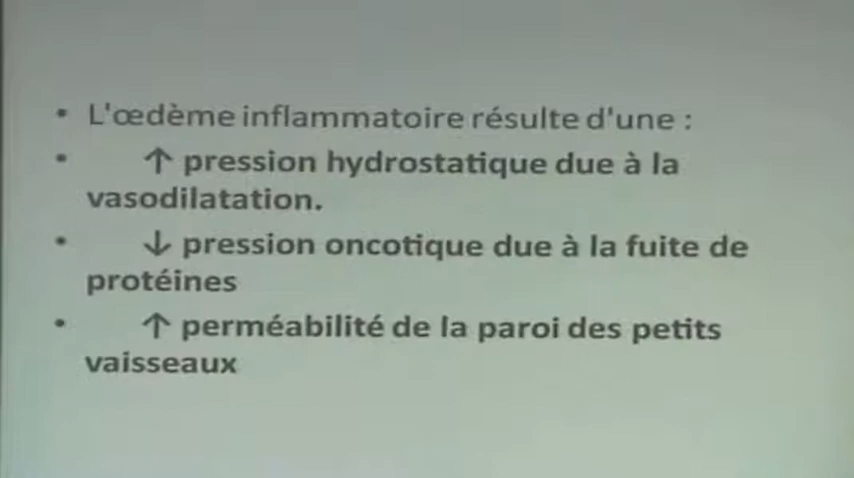 • L'œdème inflammatoire résulte d'une :
• ↑ pression hydrostatique due à la
vasodilatation.
• ↓ pression oncotique due à la fuite de
protéines
• ↑ perméabilité de la paroi des petits
vaisseaux